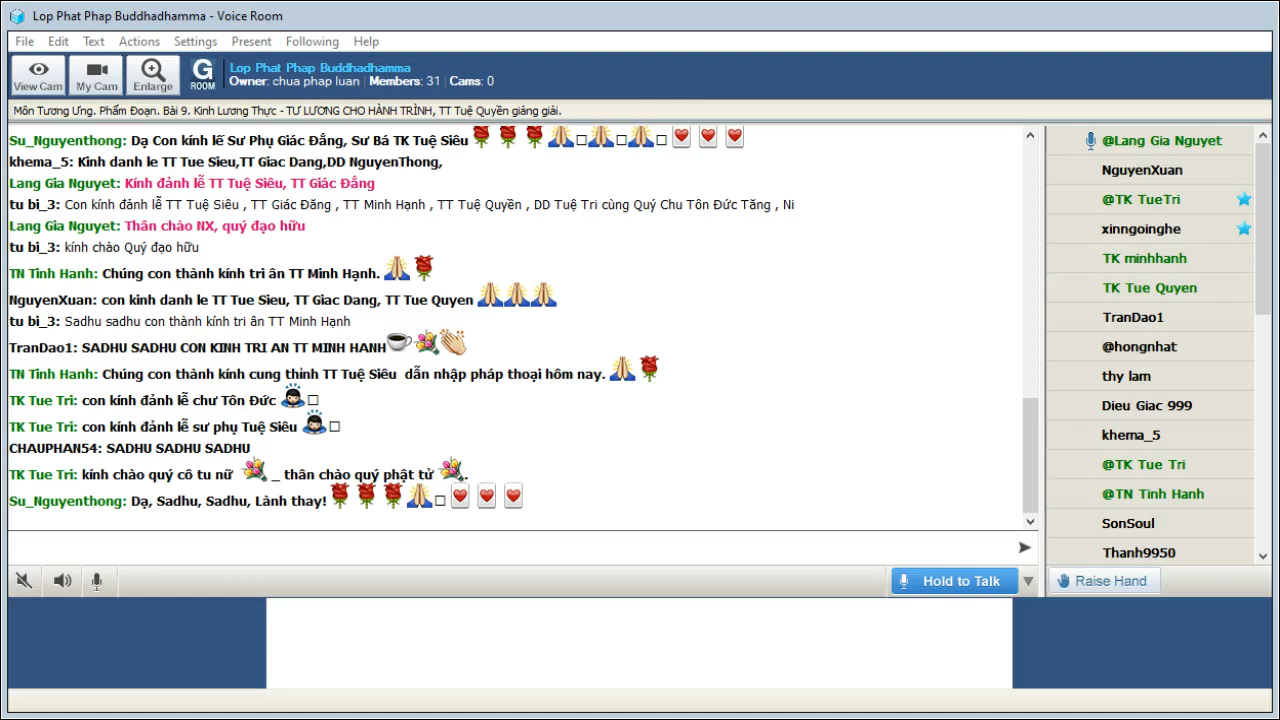 Lop Phat Phap Buddhadhamma - Voice Room
File Edit Text Actions Settings Present Following Help
View Cam My Cam Enlarge G ROOM
Lop Phat Phap Buddhadhamma
Owner: chua phap luan | Members: 31 | Cams: 0
Môn Tương Ưng. Phẩm Đoạn. Bài 9. Kinh Lương Thực - TƯ LƯƠNG CHO HÀNH TRÌNH, TT Tuệ Quyền giảng giải.
Su_Nguyenthong: Dạ Con kính lễ Sư Phụ Giác Đẳng, Sư Bá TK Tuệ Siêu
khema_5: Kinh danh le TT Tue Sieu,TT Giac Dang,DD NguyenThong,
Lang Gia Nguyet: Kính đảnh lễ TT Tuệ Siêu, TT Giác Đẳng
tu bi_3: Con kính đảnh lễ TT Tuệ Siêu , TT Giác Đăng , TT Minh Hạnh , TT Tuệ Quyền , DD Tuệ Tri cùng Quý Chu Tôn Đức Tăng , Ni
Lang Gia Nguyet: Thân chào NX, quý đạo hữu
tu bi_3: kính chào Quý đạo hữu
TN Tinh Hanh: Chúng con thành kính tri ân TT Minh Hạnh.
NguyenXuan: con kinh danh le TT Tue Sieu, TT Giac Dang, TT Tue Quyen
tu bi_3: Sadhu sadhu con thành kính tri ân TT Minh Hạnh
TranDao1: SADHU SADHU CON KINH TRI AN TT MINH HANH
TN Tinh Hanh: Chúng con thành kính cung thỉnh TT Tuệ Siêu dẫn nhập pháp thoại hôm nay.
TK Tue Tri: con kính đảnh lễ chư Tôn Đức
TK Tue Tri: con kính đảnh lễ sư phụ Tuệ Siêu
CHAUPHAN54: SADHU SADHU SADHU
TK Tue Tri: kính chào quý cô tu nữ _ thân chào quý phật tử .
Su_Nguyenthong: Dạ, Sadhu, Sadhu, Lành thay!
@Lang Gia Nguyet
NguyenXuan
@TK TueTri
xinngoinghe
TK minhhanh
TK Tue Quyen
TranDao1
@hongnhat
thy lam
Dieu Giac 999
khema_5
@TK Tue Tri
@TN Tinh Hanh
SonSoul
Thanh9950
Hold to Talk
Raise Hand